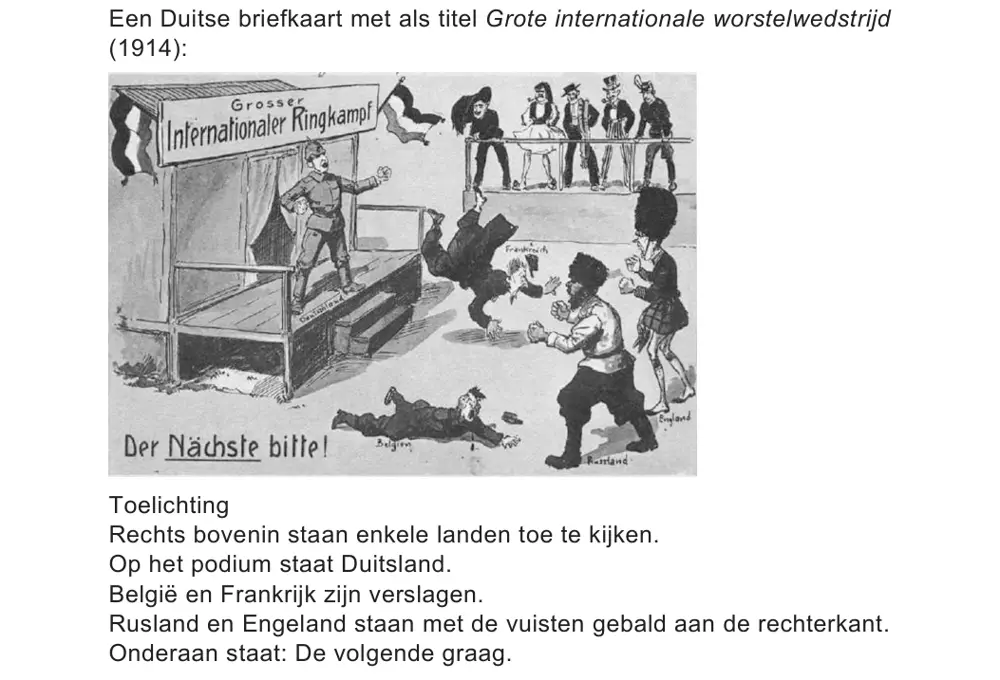 Een Duitse briefkaart met als titel Grote internationale worstelwedstrijd
(1914):
Grosser
Internationaler Ringkampf
Frankreich
Deutschland
England
Belgien
Der Nächste bitte!
Russland
Toelichting
Rechts bovenin staan enkele landen toe te kijken.
Op het podium staat Duitsland.
België en Frankrijk zijn verslagen.
Rusland en Engeland staan met de vuisten gebald aan de rechterkant.
Onderaan staat: De volgende graag.